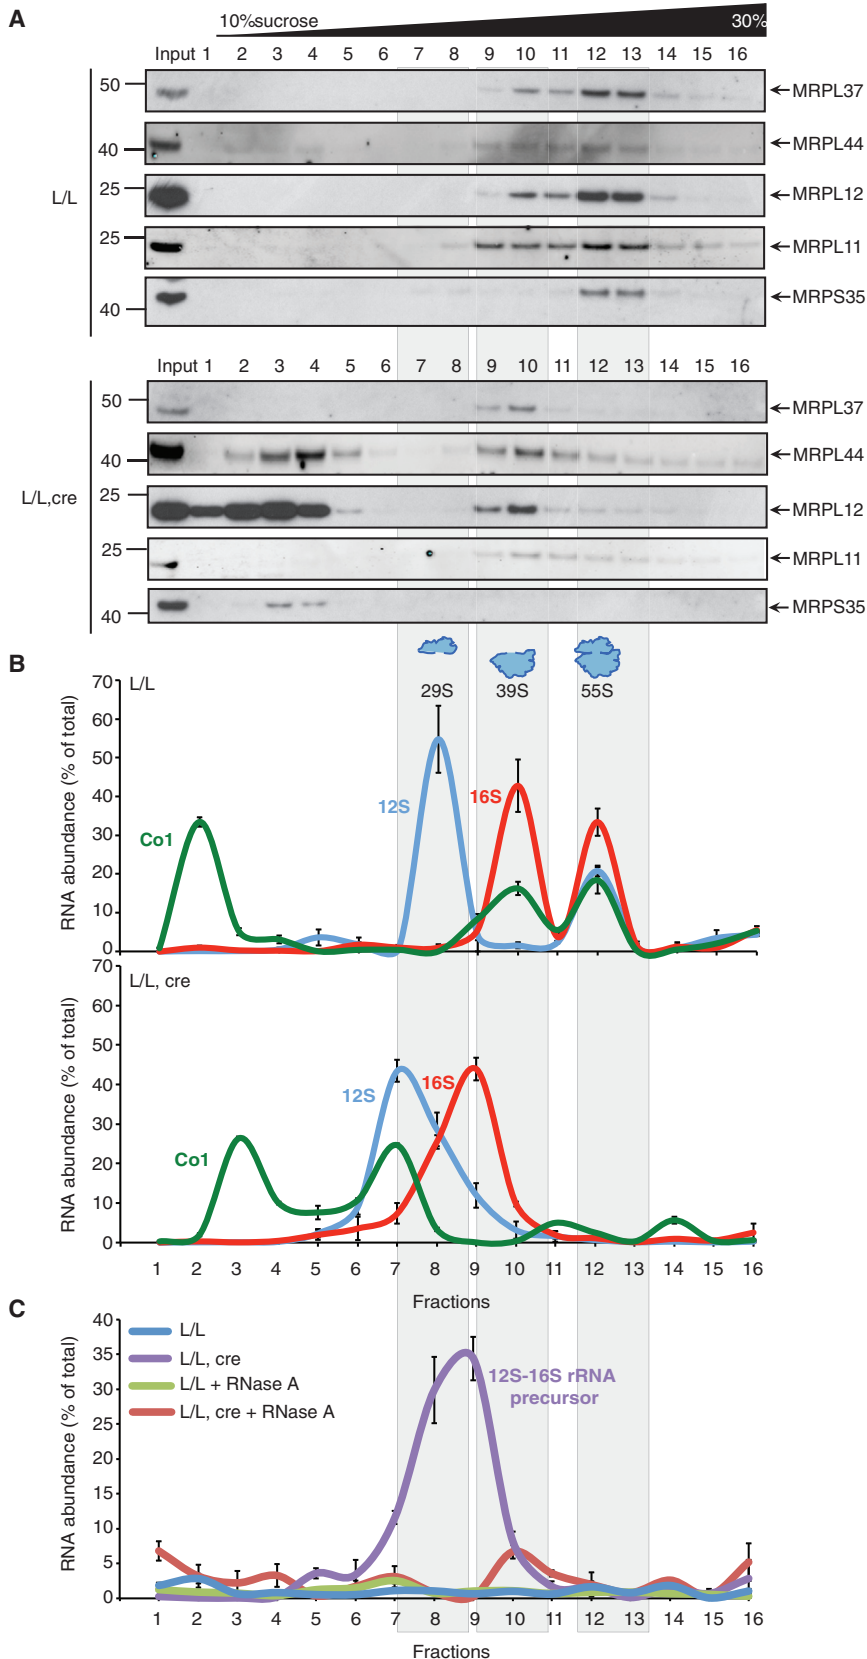 A
10%sucrose 30%
Input 1 2 3 4 5 6 7 8 9 10 11 12 13 14 15 16
50 MRPL37
40 MRPL44
L/L
25 MRPL12
25 MRPL11
40 MRPS35
Input 1 2 3 4 5 6 7 8 9 10 11 12 13 14 15 16
50 MRPL37
40 MRPL44
L/L,cre
25 MRPL12
25 MRPL11
40 MRPS35
B
29S 39S 55S
L/L
RNA abundance (% of total)
70
60
50
40
30
20
10
0
12S
16S
Co1
L/L, cre
RNA abundance (% of total)
70
60
50
40
30
20
10
0
12S
16S
Co1
1 2 3 4 5 6 7 8 9 10 11 12 13 14 15 16
Fractions
C
RNA abundance (% of total)
40
35
30
25
20
15
10
5
0
L/L
L/L, cre
L/L + RNase A
L/L, cre + RNase A
12S-16S rRNA
precursor
1 2 3 4 5 6 7 8 9 10 11 12 13 14 15 16
Fractions